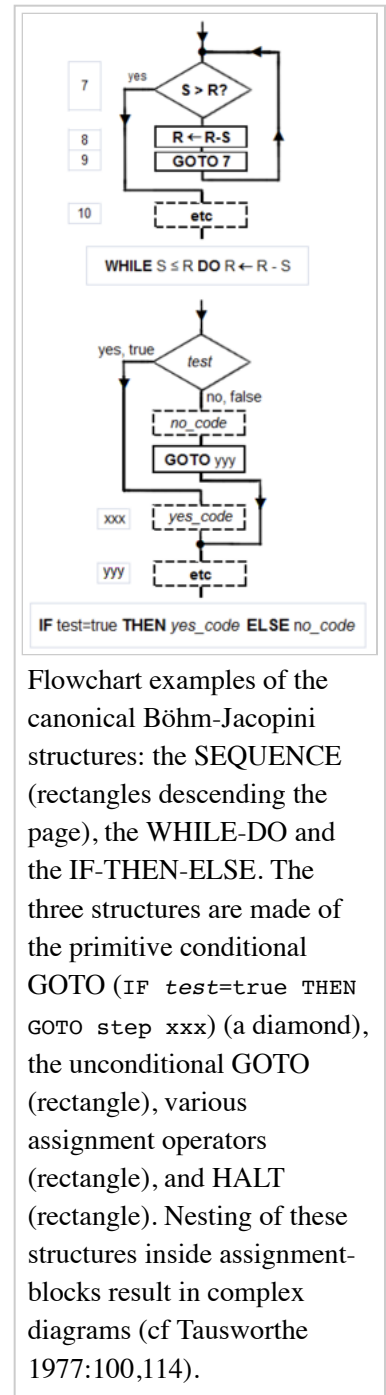 yes
7
S > R?
8
R ← R-S
9
GOTO 7
10
etc
WHILE S ≤ R DO R ← R - S
yes, true
test
no, false
no_code
GOTO yyy
xxx
yes_code
yyy
etc
IF test=true THEN yes_code ELSE no_code
Flowchart examples of the
canonical Böhm-Jacopini
structures: the SEQUENCE
(rectangles descending the
page), the WHILE-DO and
the IF-THEN-ELSE. The
three structures are made of
the primitive conditional
GOTO (IF test=true THEN
GOTO step xxx) (a diamond),
the unconditional GOTO
(rectangle), various
assignment operators
(rectangle), and HALT
(rectangle). Nesting of these
structures inside assignment-
blocks result in complex
diagrams (cf Tausworthe
1977:100,114).